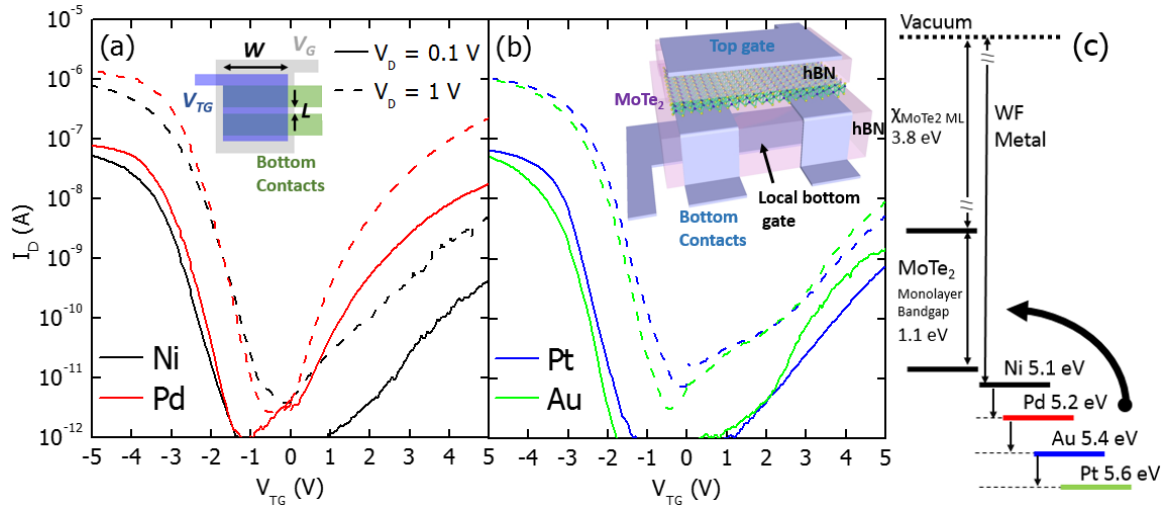 (a)
V_G
W
V_TG
L
Bottom
Contacts
V_D = 0.1 V
V_D = 1 V
10^-5
10^-6
10^-7
10^-8
10^-9
10^-10
10^-11
10^-12
I_D (A)
Ni
Pd
-5 -4 -3 -2 -1 0 1 2 3 4 5
V_TG (V)
(b)
Top gate
hBN
MoTe_2
hBN
Local bottom
gate
Bottom
Contacts
Pt
Au
-4 -3 -2 -1 0 1 2 3 4 5
V_TG (V)
Vacuum
(c)
χ_MoTe2 ML
3.8 eV
WF
Metal
MoTe_2
Monolayer
Bandgap
1.1 eV
Ni 5.1 eV
Pd 5.2 eV
Au 5.4 eV
Pt 5.6 eV